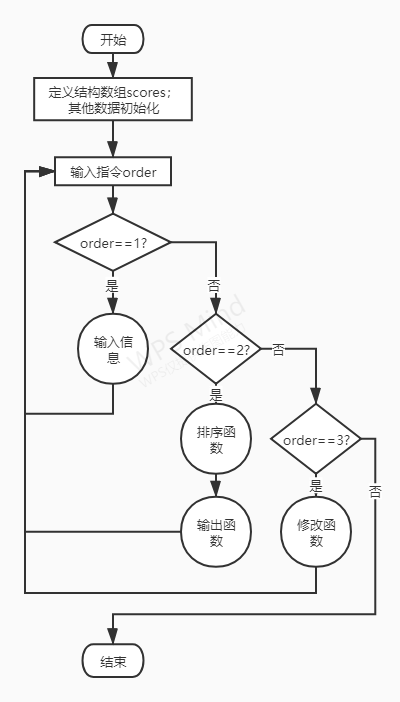 开始
定义结构数组scores；
其他数据初始化
输入指令order
order==1?
是
否
输入信
息
order==2?
否
是
排序函
数
order==3?
是
否
输出函
数
修改函
数
结束
WPS Mind